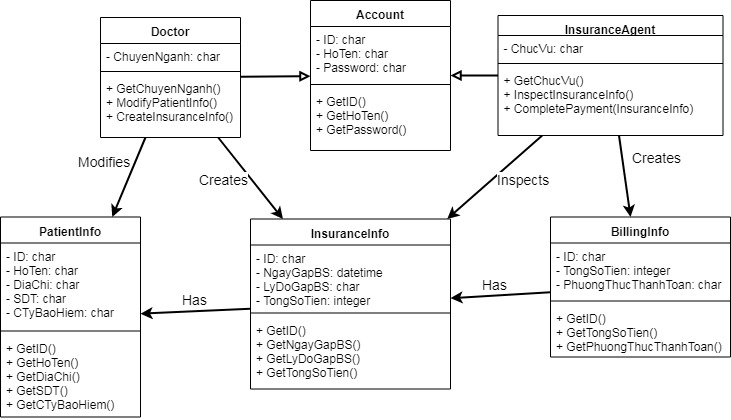 Doctor
- ChuyenNganh: char
+ GetChuyenNganh()
+ ModifyPatientInfo()
+ CreateInsuranceInfo()
Account
- ID: char
- HoTen: char
- Password: char
+ GetID()
+ GetHoTen()
+ GetPassword()
InsuranceAgent
- ChucVu: char
+ GetChucVu()
+ InspectInsuranceInfo()
+ CompletePayment(InsuranceInfo)
Modifies
Creates
Inspects
Creates
PatientInfo
- ID: char
- HoTen: char
- DiaChi: char
- SDT: char
- CTyBaoHiem: char
+ GetID()
+ GetHoTen()
+ GetDiaChi()
+ GetSDT()
+ GetCTyBaoHiem()
Has
InsuranceInfo
- ID: char
- NgayGapBS: datetime
- LyDoGapBS: char
- TongSoTien: integer
+ GetID()
+ GetNgayGapBS()
+ GetLyDoGapBS()
+ GetTongSoTien()
Has
BillingInfo
- ID: char
- TongSoTien: integer
- PhuongThucThanhToan: char
+ GetID()
+ GetTongSoTien()
+ GetPhuongThucThanhToan()